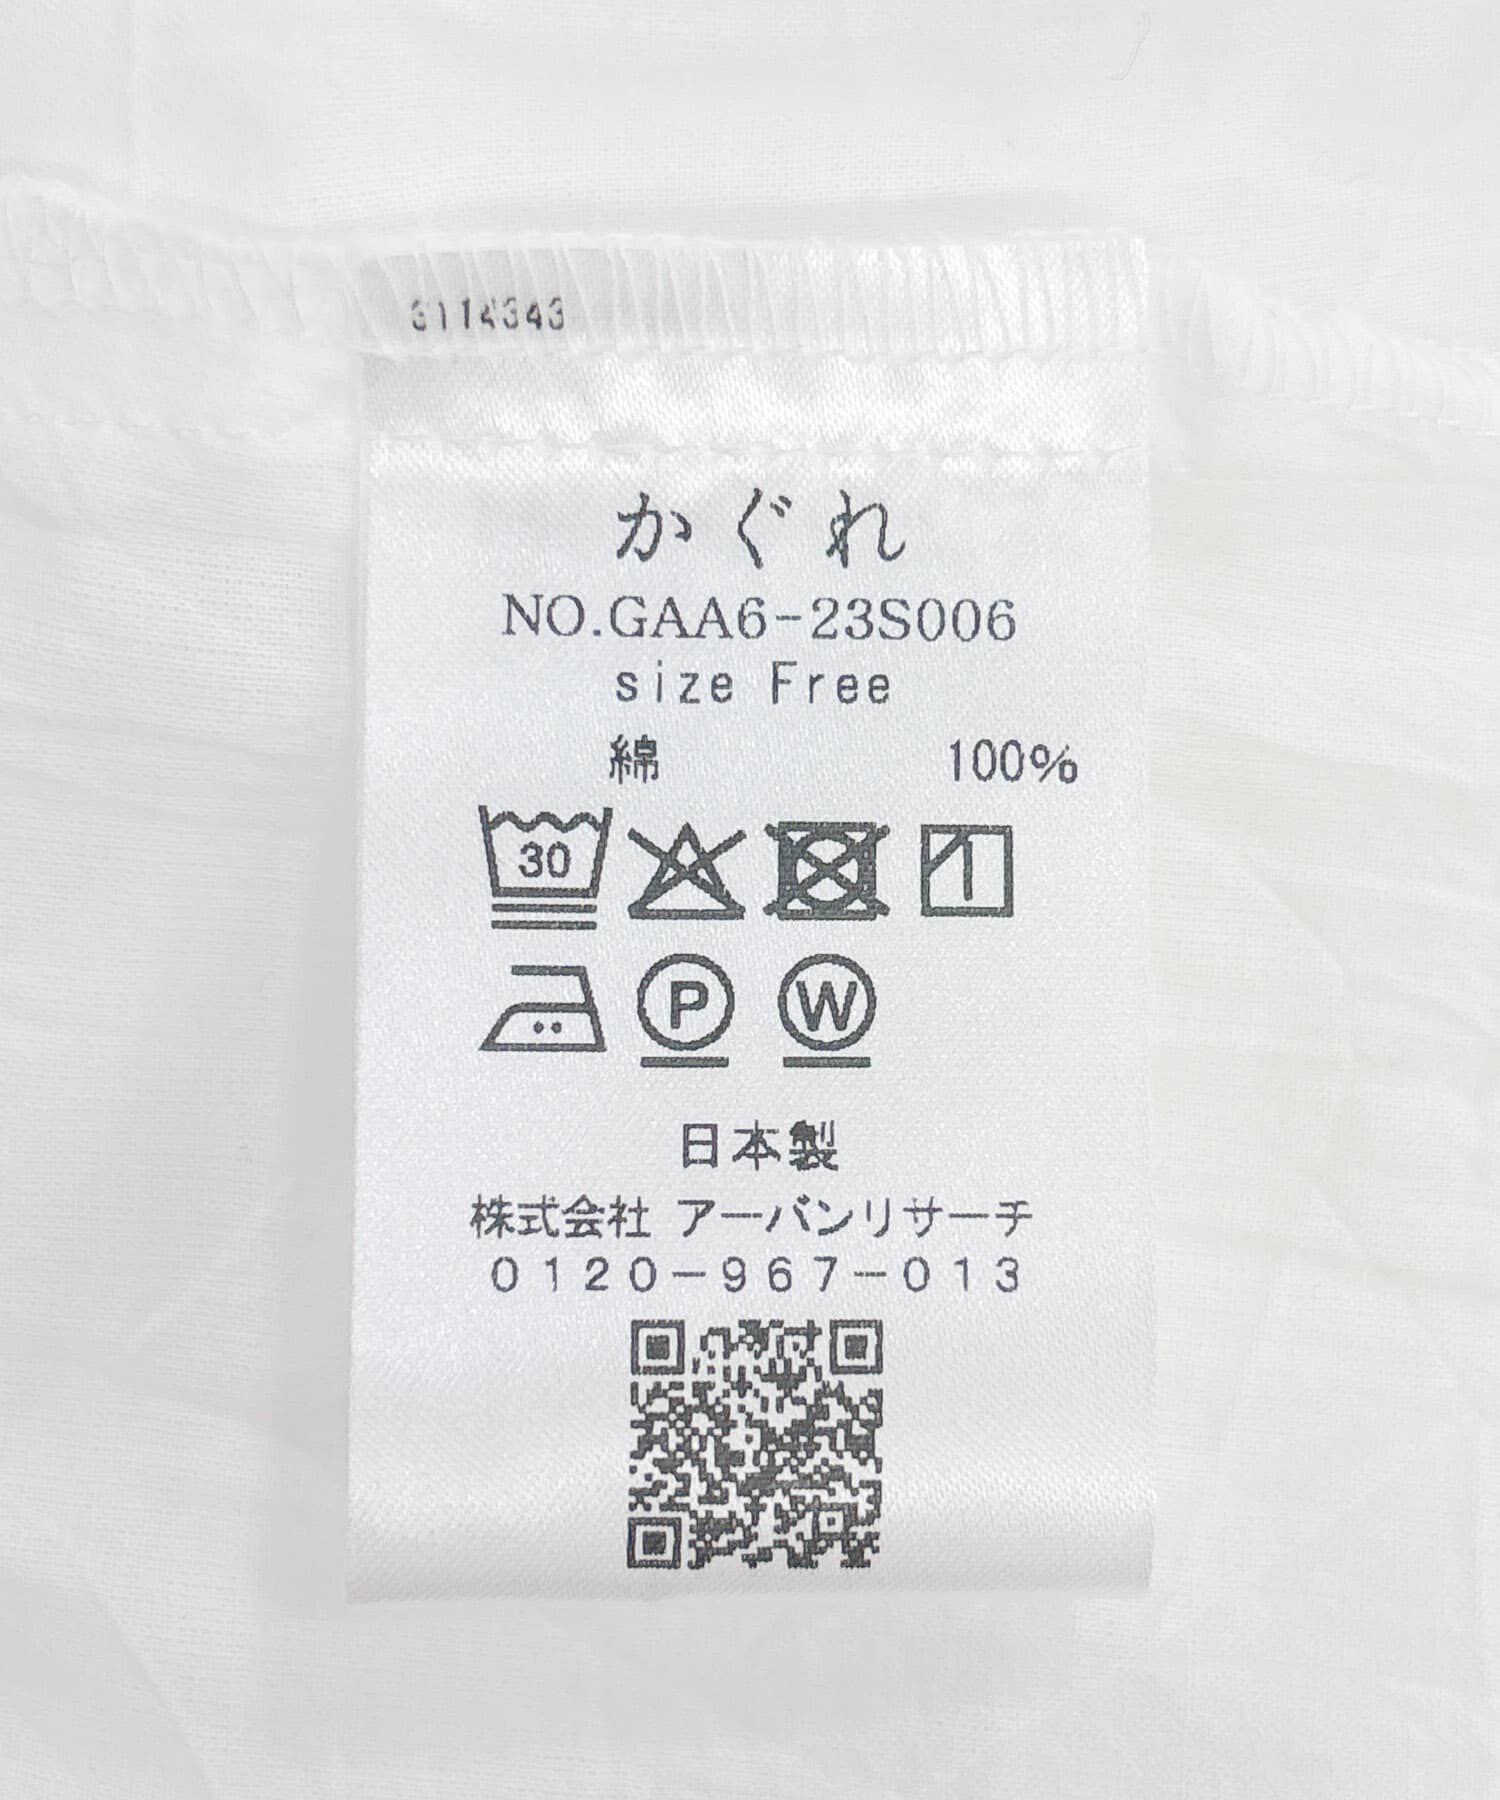 3114343
かぐれ
NO.GAA6-23S006
size Free
綿 100%
30
P W
日本製
株式会社 アーバンリサーチ
0120-967-013